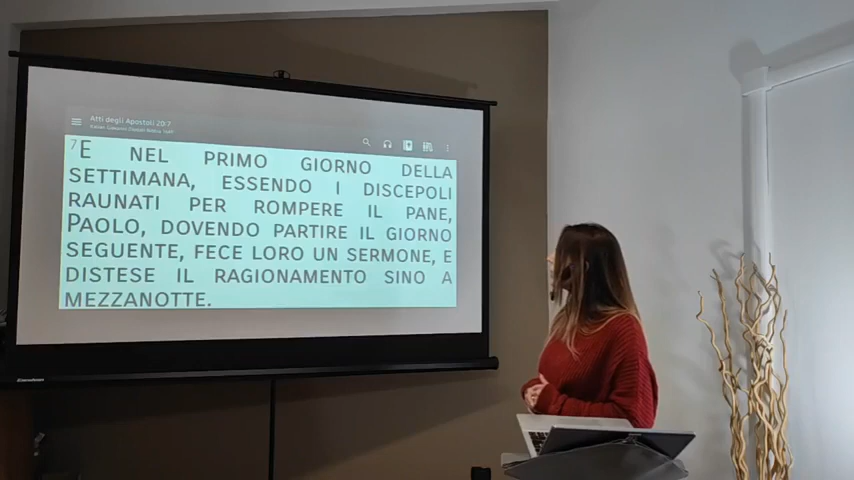 Atti degli Apostoli 20:7
7E NEL PRIMO GIORNO DELLA
SETTIMANA, ESSENDO I DISCEPOLI
RAUNATI PER ROMPERE IL PANE,
PAOLO, DOVENDO PARTIRE IL GIORNO
SEGUENTE, FECE LORO UN SERMONE, E
DISTESE IL RAGIONAMENTO SINO A
MEZZANOTTE.